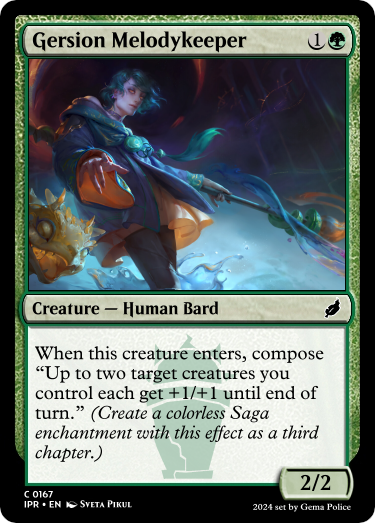 Gersion Melodykeeper 1
Creature — Human Bard
When this creature enters, compose
“Up to two target creatures you
control each get +1/+1 until end of
turn.” (Create a colorless Saga
enchantment with this effect as a third
chapter.)
2/2
C 0167
IPR • EN Sveta Pikul
2024 set by Gema Police